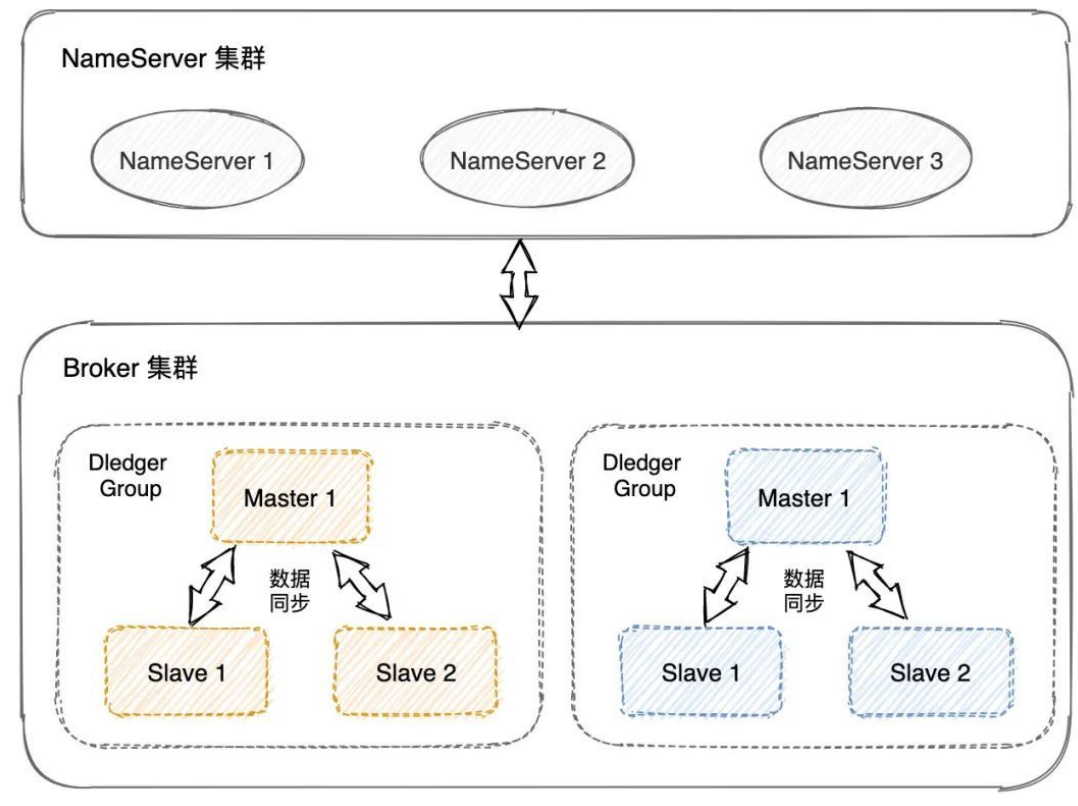 NameServer 集群
NameServer 1
NameServer 2
NameServer 3
Broker 集群
Dledger
Group
Master 1
数据
同步
Slave 1
Slave 2
Dledger
Group
Master 1
数据
同步
Slave 1
Slave 2